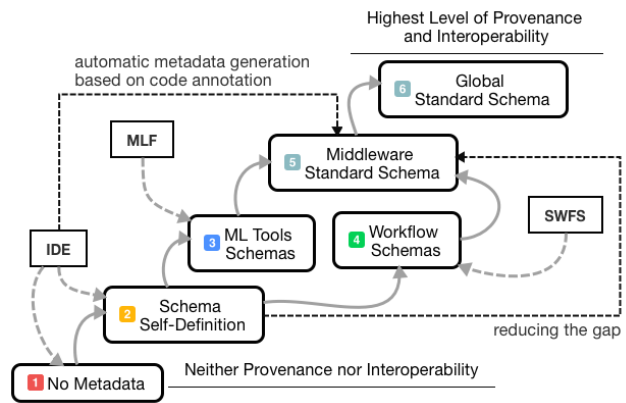 Highest Level of Provenance
and Interoperability
automatic metadata generation
based on code annotation
6 Global
Standard Schema
MLF
5 Middleware
Standard Schema
SWFS
3 ML Tools
Schemas
4 Workflow
Schemas
IDE
2 Schema
Self-Definition
reducing the gap
1 No Metadata
Neither Provenance nor Interoperability